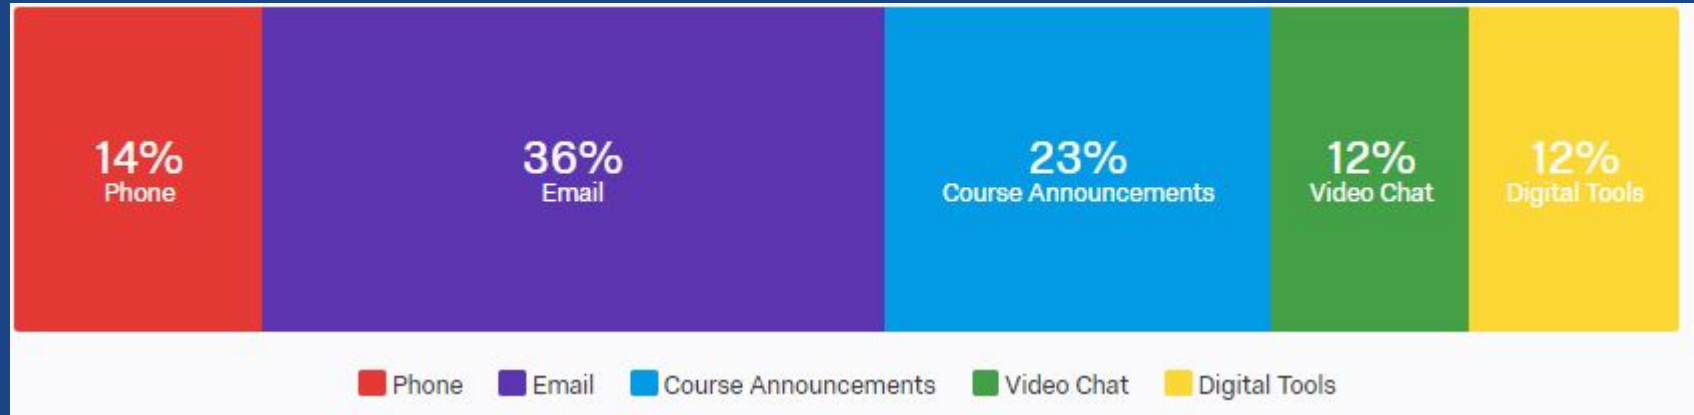 14% 36% 23% 12% 12%
Phone Email Course Announcements Video Chat Digital Tools
Phone Email Course Announcements Video Chat Digital Tools